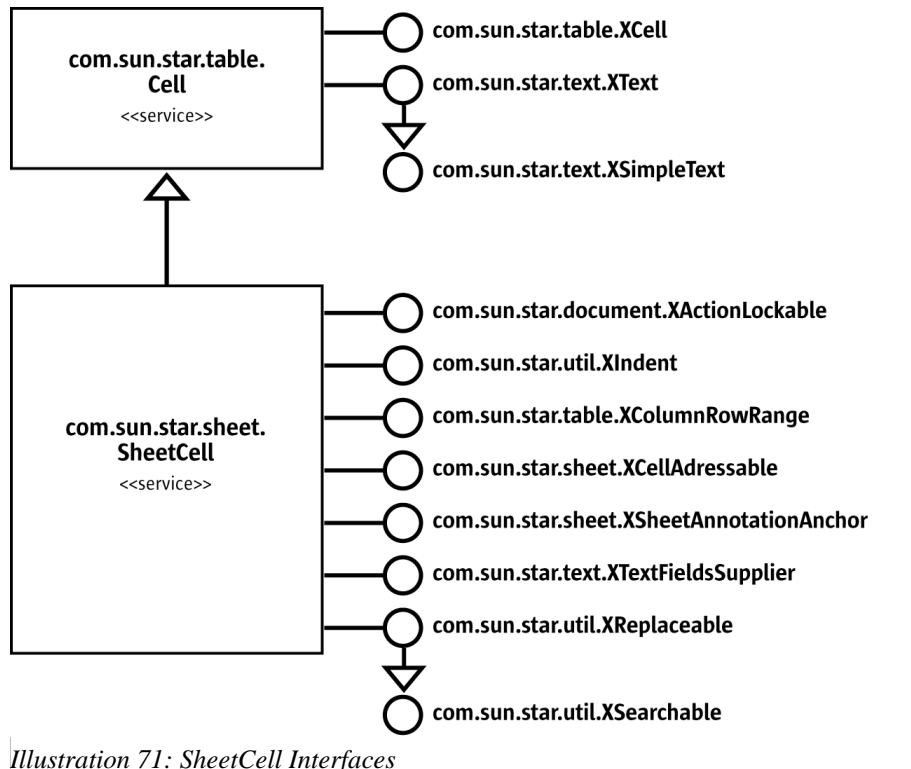 com.sun.star.table.
Cell
<<service>>
com.sun.star.table.XCell
com.sun.star.text.XText
com.sun.star.text.XSimpleText
com.sun.star.sheet.
SheetCell
<<service>>
com.sun.star.document.XActionLockable
com.sun.star.util.XIndent
com.sun.star.table.XColumnRowRange
com.sun.star.sheet.XCellAdressable
com.sun.star.sheet.XSheetAnnotationAnchor
com.sun.star.text.XTextFieldsSupplier
com.sun.star.util.XReplaceable
com.sun.star.util.XSearchable
Illustration 71: SheetCell Interfaces